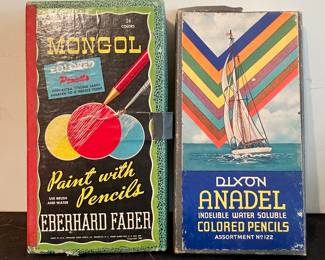 MONGOL
24
COLORS
COLORED
Pencils
Paint with
Pencils
USE BRUSH
AND WATER
EBERHARD FABER
DIXON
ANADEL
INDELIBLE WATER SOLUBLE
COLORED PENCILS
ASSORTMENT No 122